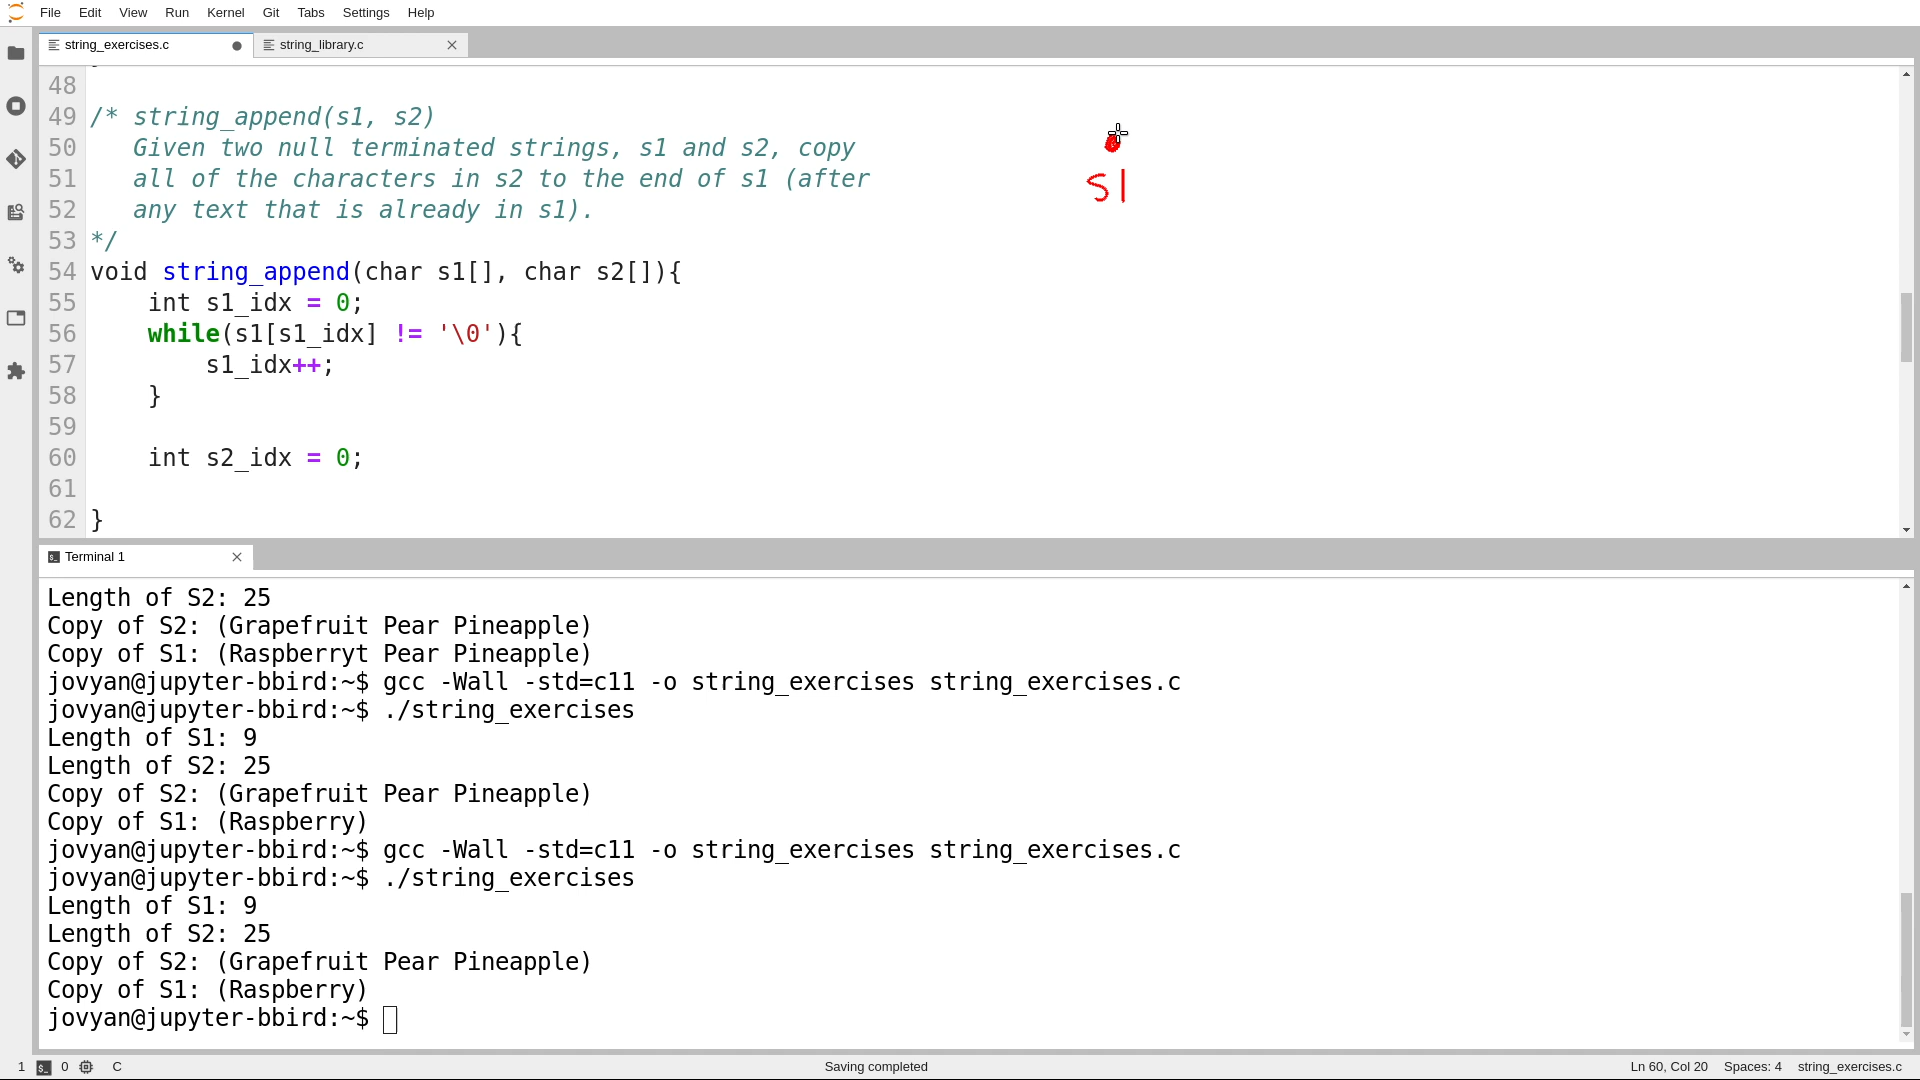 File Edit View Run Kernel Git Tabs Settings Help
string_exercises.c string_library.c
48
49 /* string_append(s1, s2)
50 Given two null terminated strings, s1 and s2, copy
51 all of the characters in s2 to the end of s1 (after
52 any text that is already in s1).
53 */
54 void string_append(char s1[], char s2[]){
55 int s1_idx = 0;
56 while(s1[s1_idx] != '\0'){
57 s1_idx++;
58 }
59
60 int s2_idx = 0;
61
62 }
S1
Terminal 1
Length of S2: 25
Copy of S2: (Grapefruit Pear Pineapple)
Copy of S1: (Raspberryt Pear Pineapple)
jovyan@jupyter-bbird:~$ gcc -Wall -std=c11 -o string_exercises string_exercises.c
jovyan@jupyter-bbird:~$ ./string_exercises
Length of S1: 9
Length of S2: 25
Copy of S2: (Grapefruit Pear Pineapple)
Copy of S1: (Raspberry)
jovyan@jupyter-bbird:~$ gcc -Wall -std=c11 -o string_exercises string_exercises.c
jovyan@jupyter-bbird:~$ ./string_exercises
Length of S1: 9
Length of S2: 25
Copy of S2: (Grapefruit Pear Pineapple)
Copy of S1: (Raspberry)
jovyan@jupyter-bbird:~$
1 0 C Saving completed Ln 60, Col 20 Spaces: 4 string_exercises.c